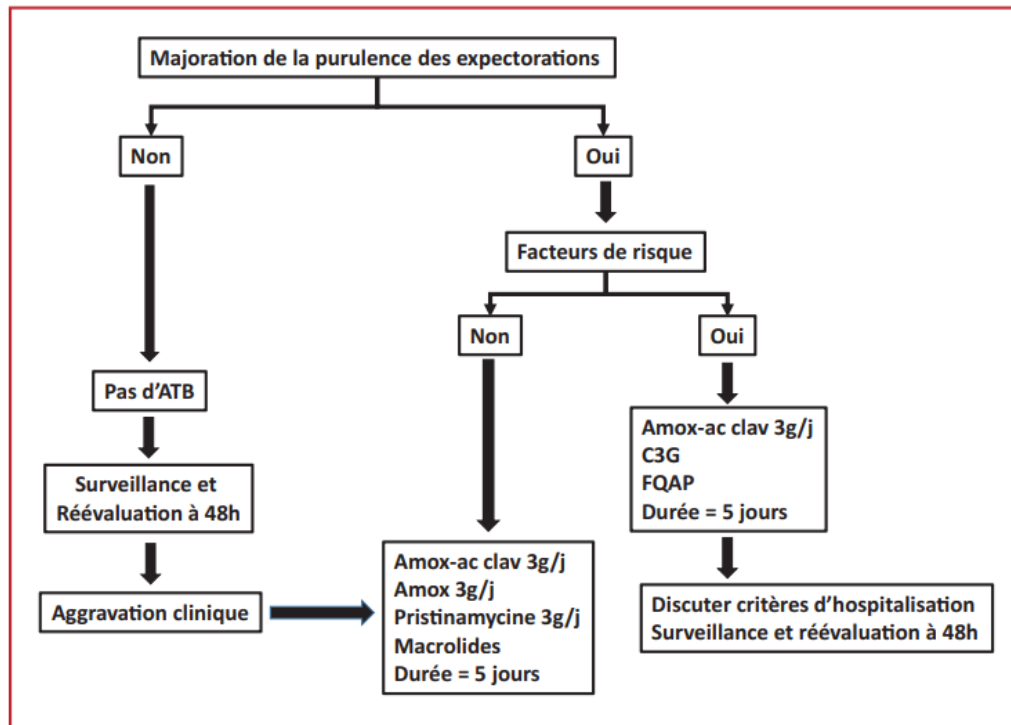 Majoration de la purulence des expectorations
Non
Oui
Facteurs de risque
Non
Oui
Pas d'ATB
Surveillance et
Réévaluation à 48h
Aggravation clinique
Amox-ac clav 3g/j
Amox 3g/j
Pristinamycine 3g/j
Macrolides
Durée = 5 jours
Amox-ac clav 3g/j
C3G
FQAP
Durée = 5 jours
Discuter critères d'hospitalisation
Surveillance et réévaluation à 48h